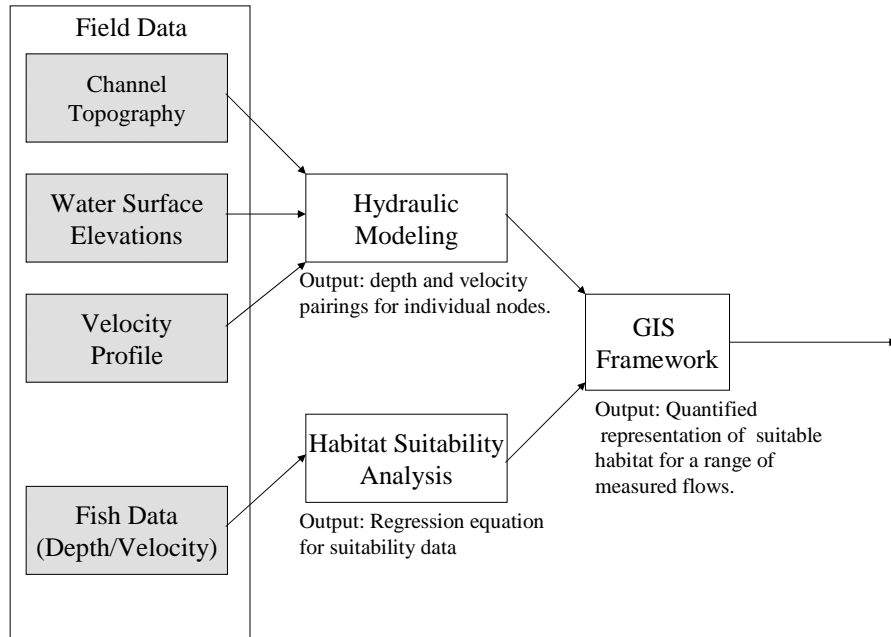 Field Data
Channel
Topography
Water Surface
Elevations
Velocity
Profile
Fish Data
(Depth/Velocity)
Hydraulic
Modeling
Output: depth and velocity
pairings for individual nodes.
Habitat Suitability
Analysis
Output: Regression equation
for suitability data
GIS
Framework
Output: Quantified
representation of suitable
habitat for a range of
measured flows.